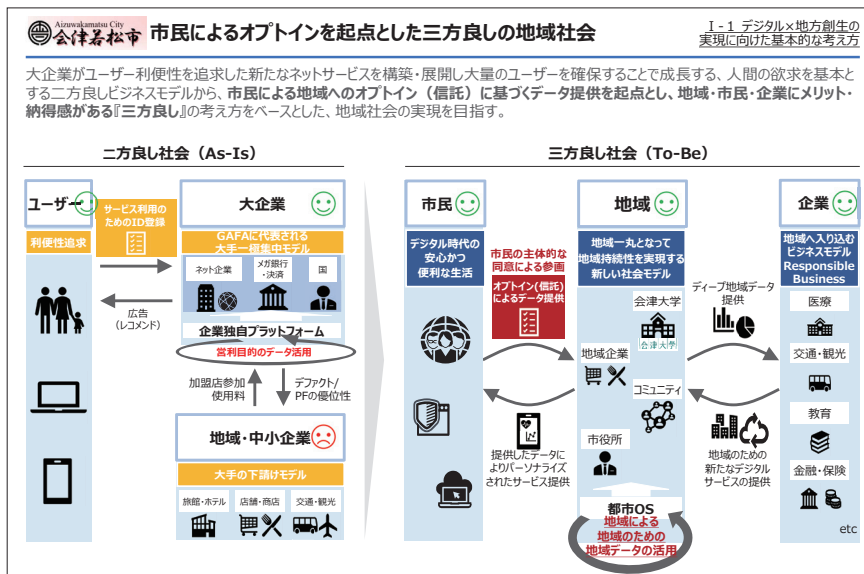 Aizuwakamatsu City
会津若松市
市民によるオプトインを起点とした三方良しの地域社会
Ⅰ-1 デジタル×地方創生の
実現に向けた基本的な考え方
大企業がユーザー利便性を追求した新たなネットサービスを構築・展開し大量のユーザーを確保することで成長する、人間の欲求を基本と
する二方良しビジネスモデルから、市民による地域へのオプトイン（信託）に基づくデータ提供を起点とし、地域・市民・企業にメリット・
納得感がある『三方良し』の考え方をベースとした、地域社会の実現を目指す。
二方良し社会（As-Is）
ユーザー
利便性追求
サービス利用の
ためのID登録
広告
（レコメンド）
大企業
GAFAに代表される
大手一極集中モデル
ネット企業
メガ銀行
・決済
国
企業独自プラットフォーム
営利目的のデータ活用
加盟店参加
使用料
デファクト/
PFの優位性
地域・中小企業
大手の下請けモデル
旅館・ホテル
店舗・商店
交通・観光
三方良し社会（To-Be）
市民
デジタル時代の
安心かつ
便利な生活
市民の主体的な
同意による参画
オプトイン(信託)
によるデータ提供
提供したデータに
よりパーソナライズ
されたサービス提供
地域
地域一丸となって
地域持続性を実現する
新しい社会モデル
会津大学
会津大学
地域企業
コミュニティ
市役所
都市OS
地域による
地域のための
地域データの活用
ディープ地域データ
提供
地域のための
新たなデジタル
サービスの提供
企業
地域へ入り込む
ビジネスモデル
Responsible
Business
医療
交通・観光
教育
金融・保険
etc